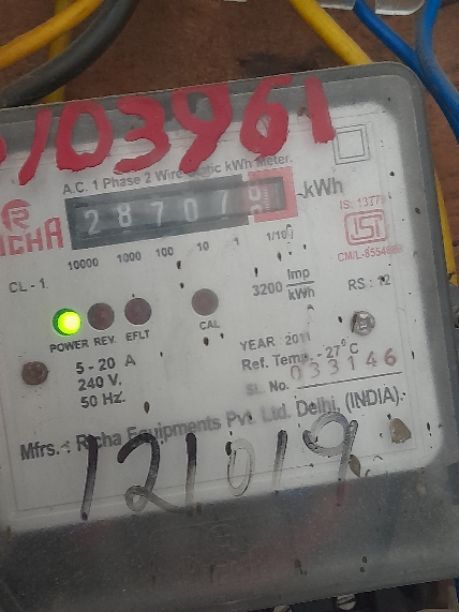 103961
A.C. 1 Phase 2 Wire Static kWh Meter.
R
RICHA
28707 kWh
10000 1000 100 10 1 1/10
IS: 13779
ISI
CL - 1
3200 Imp/kWh
RS : 12
POWER REV. EFLT CAL
5 - 20 A
240 V.
50 Hz.
YEAR : 2011
Ref. Temp. - 27° C
SL. No. 033146
Mfrs. : Richa Equipments Pvt. Ltd. Delhi, (INDIA).
121019